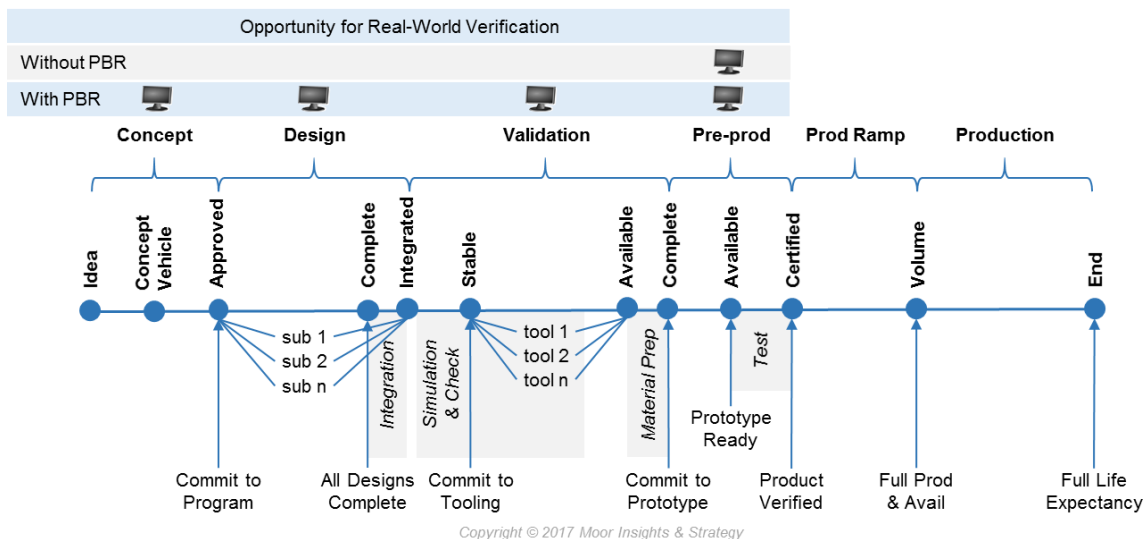 Opportunity for Real-World Verification
Without PBR
With PBR
Concept
Design
Validation
Pre-prod
Prod Ramp
Production
Idea
Concept
Vehicle
Approved
Complete
Integrated
Stable
Available
Complete
Available
Certified
Volume
End
sub 1
sub 2
sub n
Integration
Simulation
& Check
tool 1
tool 2
tool n
Material Prep
Test
Prototype
Ready
Commit to
Program
All Designs
Complete
Commit to
Tooling
Commit to
Prototype
Product
Verified
Full Prod
& Avail
Full Life
Expectancy
Copyright © 2017 Moor Insights & Strategy